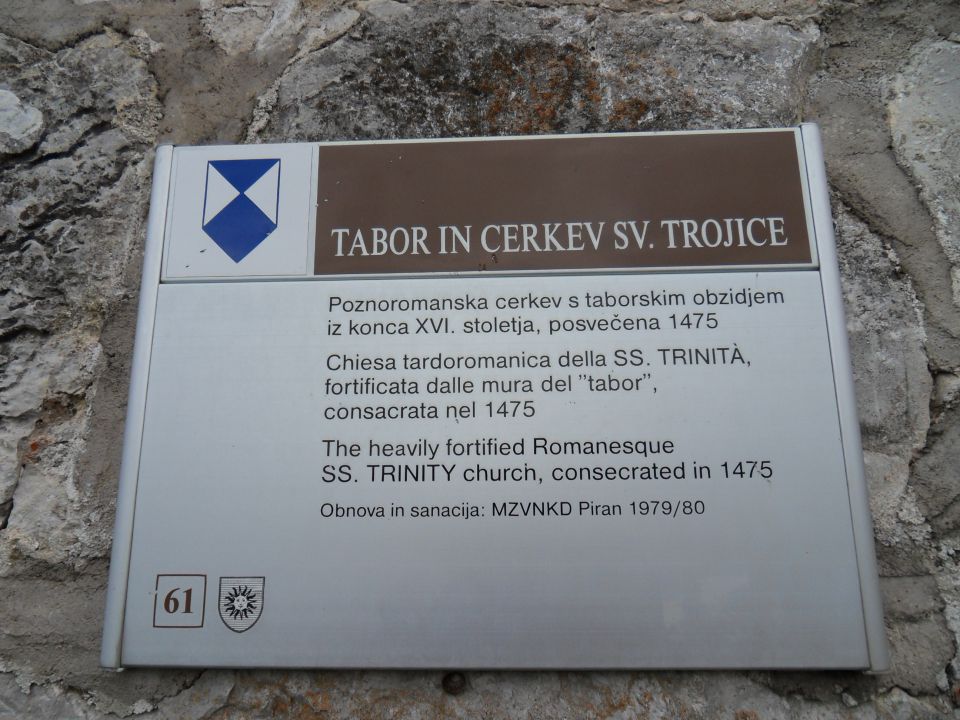 TABOR IN CERKEV SV. TROJICE
Poznoromanska cerkev s taborskim obzidjem
iz konca XVI. stoletja, posvečena 1475
Chiesa tardoromanica della SS. TRINITÀ,
fortificata dalle mura del ”tabor”,
consacrata nel 1475
The heavily fortified Romanesque
SS. TRINITY church, consecrated in 1475
Obnova in sanacija: MZVNKD Piran 1979/80
61